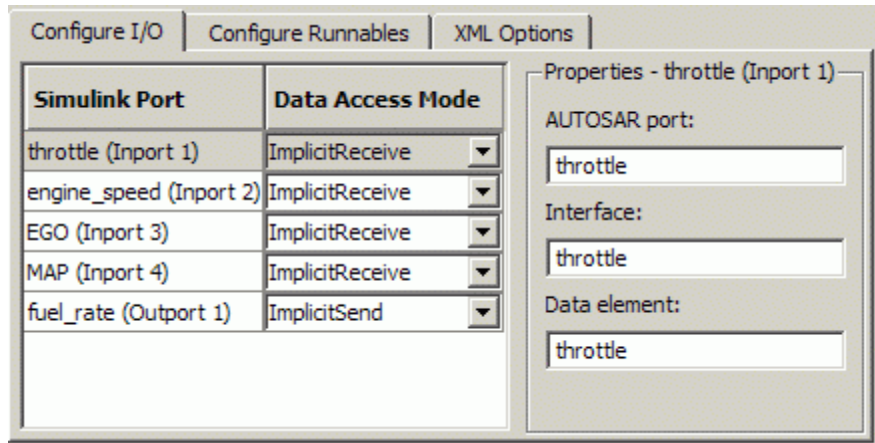 Configure I/O Configure Runnables XML Options
Simulink Port Data Access Mode
throttle (Inport 1) ImplicitReceive
engine_speed (Inport 2) ImplicitReceive
EGO (Inport 3) ImplicitReceive
MAP (Inport 4) ImplicitReceive
fuel_rate (Outport 1) ImplicitSend
Properties - throttle (Inport 1)
AUTOSAR port:
throttle
Interface:
throttle
Data element:
throttle